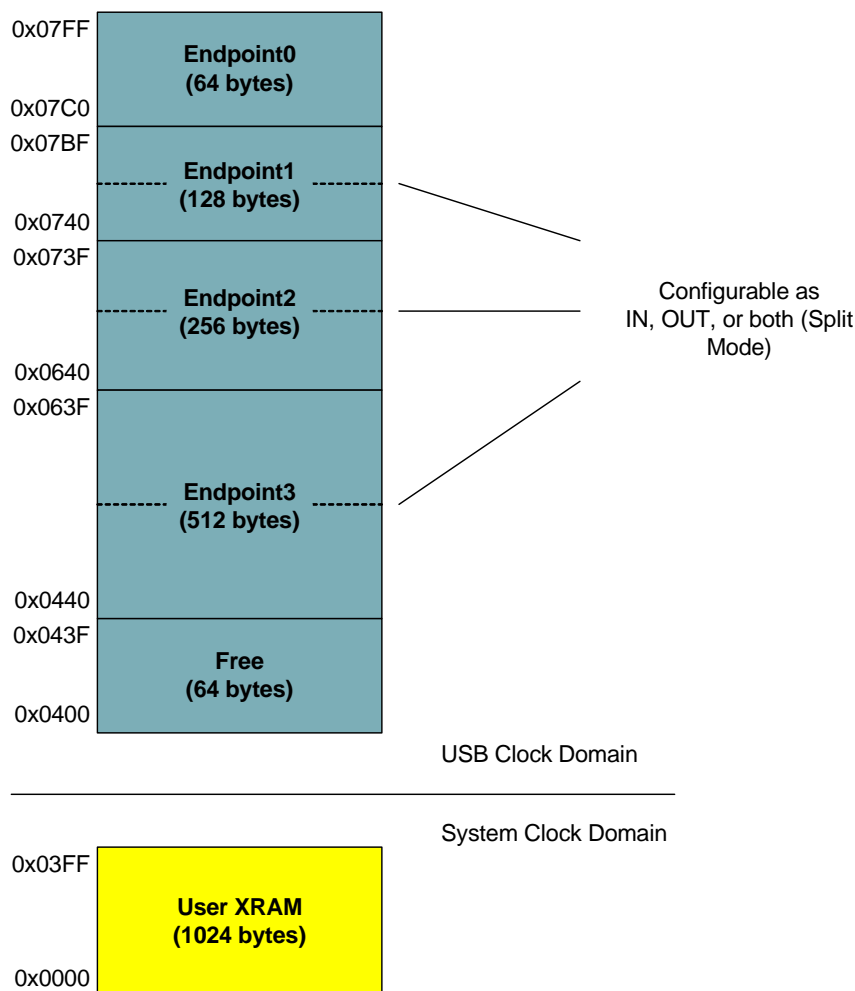 0x07FF
Endpoint0
(64 bytes)
0x07C0
0x07BF
Endpoint1
(128 bytes)
0x0740
0x073F
Endpoint2
(256 bytes)
0x0640
0x063F
Endpoint3
(512 bytes)
0x0440
0x043F
Free
(64 bytes)
0x0400
Configurable as
IN, OUT, or both (Split
Mode)
USB Clock Domain
System Clock Domain
0x03FF
User XRAM
(1024 bytes)
0x0000